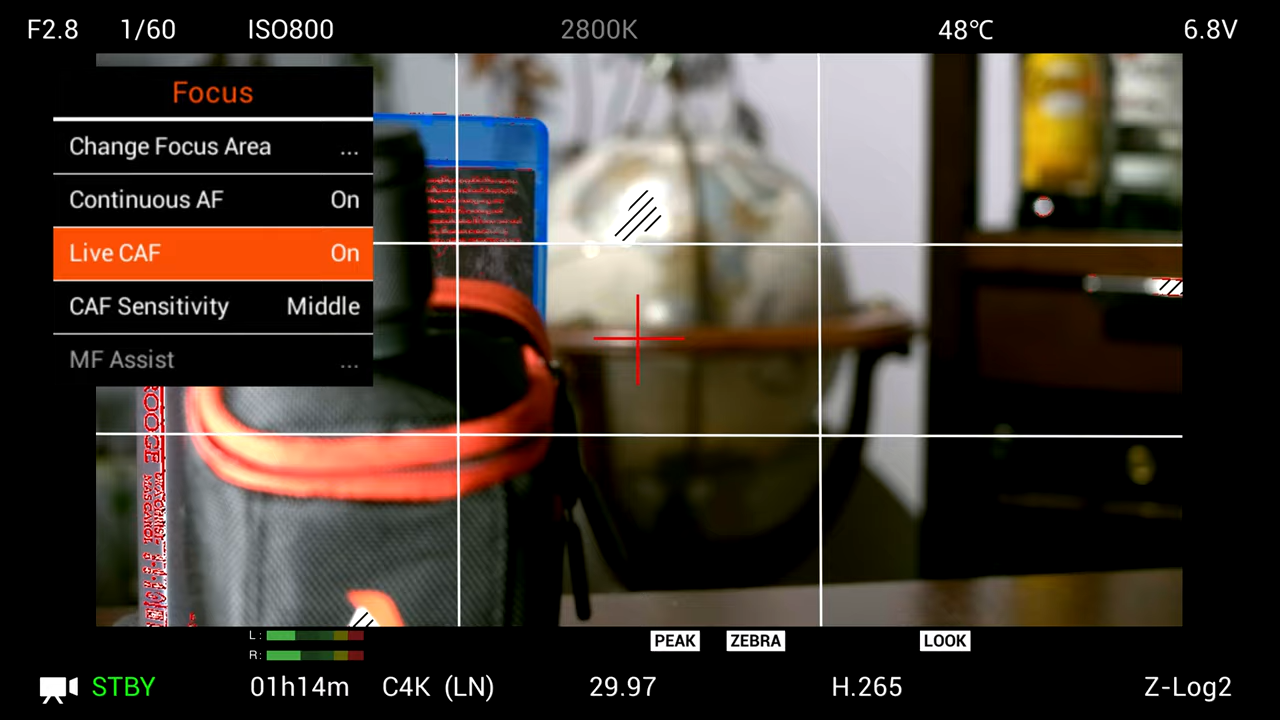 F2.8 1/60 ISO800 2800K 48℃ 6.8V
Focus
Change Focus Area ...
Continuous AF On
Live CAF On
CAF Sensitivity Middle
MF Assist ...
L:
R:
PEAK ZEBRA LOOK
STBY 01h14m C4K (LN) 29.97 H.265 Z-Log2